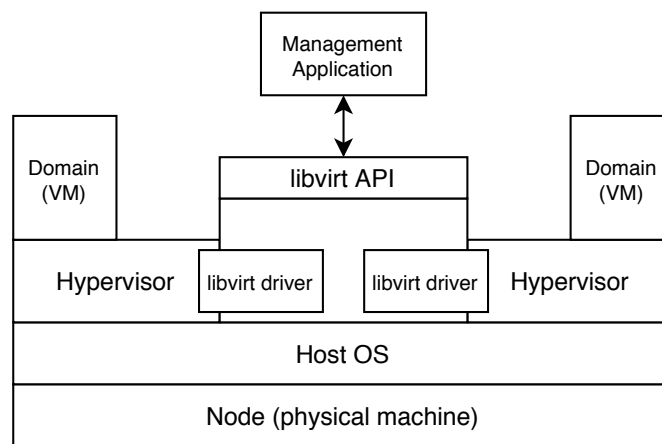 Management
Application
libvirt API
Domain
(VM)
Domain
(VM)
Hypervisor
libvirt driver
libvirt driver
Hypervisor
Host OS
Node (physical machine)